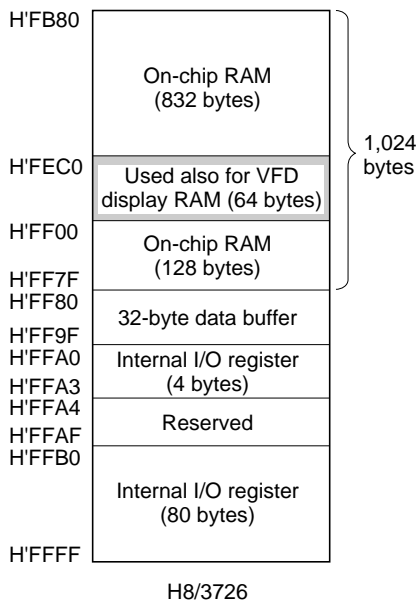 H'FB80
On-chip RAM
(832 bytes)
1,024
bytes
H'FEC0
Used also for VFD
display RAM (64 bytes)
H'FF00
On-chip RAM
(128 bytes)
H'FF7F
H'FF80
32-byte data buffer
H'FF9F
H'FFA0
Internal I/O register
(4 bytes)
H'FFA3
H'FFA4
Reserved
H'FFAF
H'FFB0
Internal I/O register
(80 bytes)
H'FFFF
H8/3726